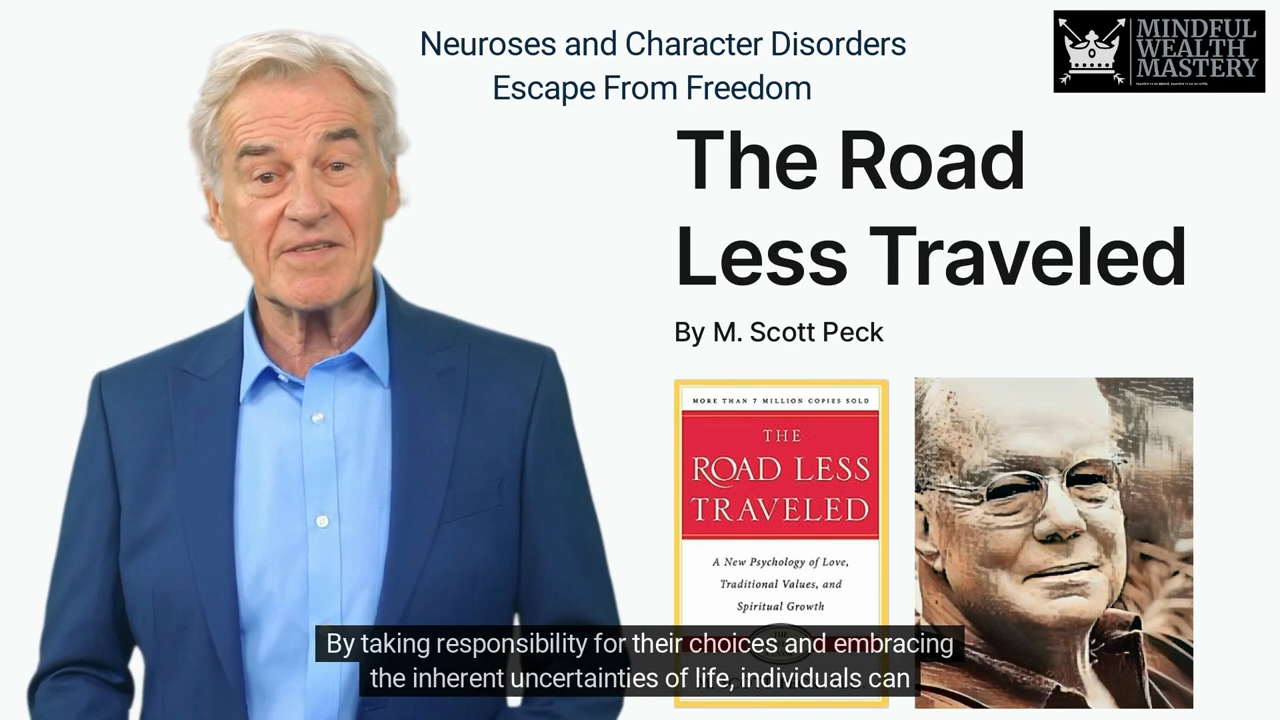 Neuroses and Character Disorders
Escape From Freedom
MINDFUL
WEALTH
MASTERY
The Road
Less Traveled
By M. Scott Peck
MORE THAN 7 MILLION COPIES SOLD
THE
ROAD LESS
TRAVELED
A New Psychology of Love,
Traditional Values, and
Spiritual Growth
THE
By taking responsibility for their choices and embracing
the inherent uncertainties of life, individuals can